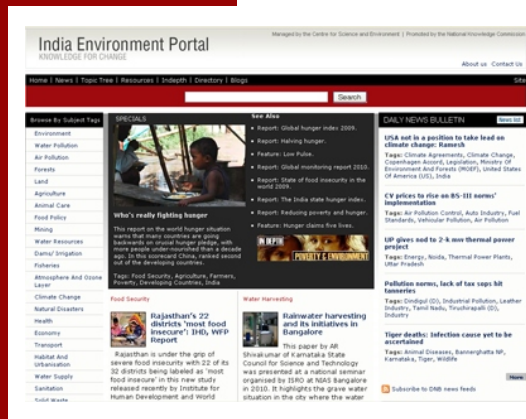 India Environment Portal
KNOWLEDGE FOR CHANGE
Managed by the Centre for Science and Environment | Promoted by the National Knowledge Commission
About us Contact Us
Home | News | Topic Tree | Resources | Indepth | Directory | Blogs
Site
Search
Browse By Subject Tags
Environment
Water Pollution
Air Pollution
Forests
Land
Agriculture
Animal Care
Food Policy
Mining
Water Resources
Dams/ Irrigation
Fisheries
Atmosphere And Ozone
Layer
Climate Change
Natural Disasters
Health
Economy
Transport
Habitat And
Urbanisation
Water Supply
Sanitation
Solid Waste
SPECIALS
Who's really fighting hunger
This report on the world hunger situation
warns that many countries are going
backwards on crucial hunger pledge, with
more people under-nourished than a decade
ago. In this scorecard China, ranked second
out of the developing countries.
Tags: Food Security, Agriculture, Farmers,
Poverty, Developing Countries, India
See Also
Report: Global hunger index 2009.
Report: Halving hunger.
Feature: Low Pulse.
Report: Global monitoring report 2010.
Report: State of food insecurity in the
world 2009.
Report: The India state hunger index.
Report: Reducing poverty and hunger.
Feature: Hunger claims five lives.
IN DEPTH
POVERTY & ENVIRONMENT
Food Security
Rajasthan's 22
districts 'most food
insecure': IHD, WFP
Report
Rajasthan is under the grip of
severe food insecurity with 22 of its
32 districts being labeled as 'most
food insecure' in this new study
released recently by Institute for
Human Development and World
Water Harvesting
Rainwater harvesting
and its initiatives in
Bangalore
This paper by AR
Shivakumar of Karnataka State
Council for Science and Technology
was presented at a national seminar
organised by ISRO at NIAS Bangalore
in 2010. It highlights the grave water
situation in the city where the water
DAILY NEWS BULLETIN
News list
USA not in a position to take lead on
climate change: Ramesh
Tags: Climate Agreements, Climate Change,
Copenhagen Accord, Legislation, Ministry Of
Environment And Forests (MOEF), United States
Of America (US), India
CV prices to rise on BS-III norms'
implementation
Tags: Air Pollution Control, Auto Industry, Fuel
Standards, Vehicular Pollution, Air Pollution
UP gives nod to 2-k mw thermal power
project
Tags: Energy, Noida, Thermal Power Plants,
Uttar Pradesh
Pollution norms, lack of tax sops hit
tanneries
Tags: Dindigul (D), Industrial Pollution, Leather
Industry, Tamil Nadu, Tiruchirapalli (D),
Industry
Tiger deaths: Infection cause yet to be
ascertained
Tags: Animal Diseases, Bannerghatta NP,
Karnataka, Tiger, Wildlife
More
Subscribe to DNB news feeds